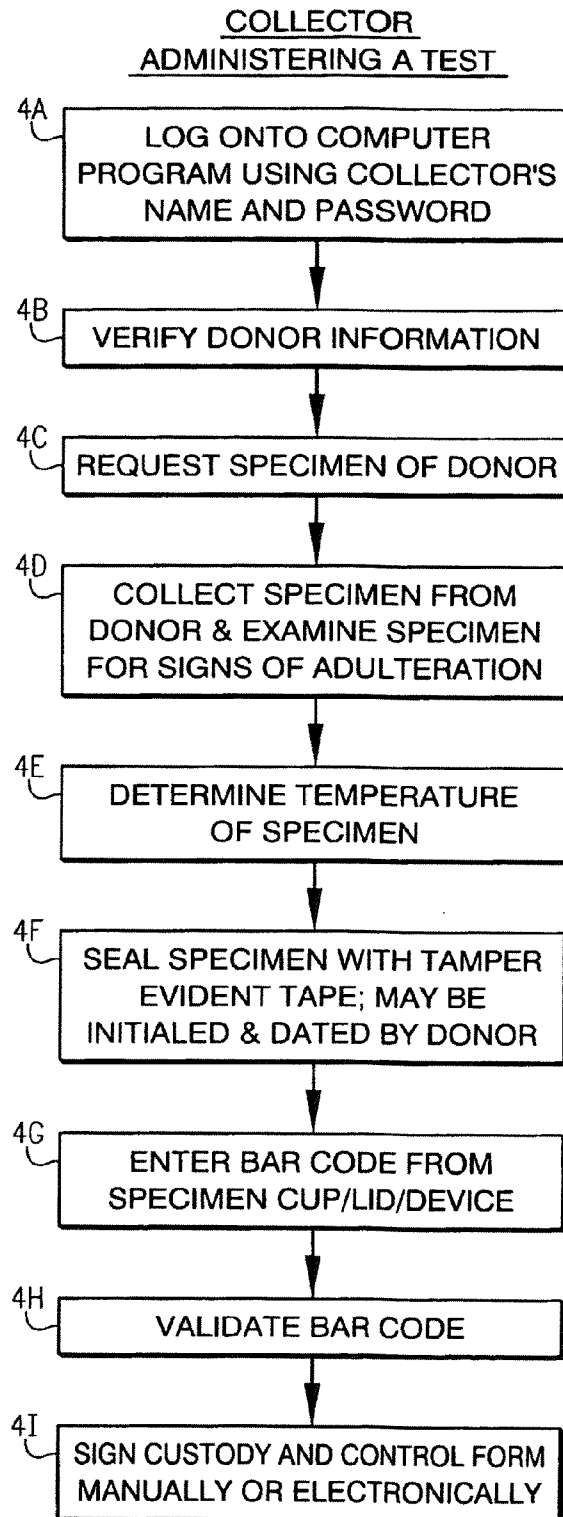 COLLECTOR
ADMINISTERING A TEST
4A
LOG ONTO COMPUTER
PROGRAM USING COLLECTOR'S
NAME AND PASSWORD
4B
VERIFY DONOR INFORMATION
4C
REQUEST SPECIMEN OF DONOR
4D
COLLECT SPECIMEN FROM
DONOR & EXAMINE SPECIMEN
FOR SIGNS OF ADULTERATION
4E
DETERMINE TEMPERATURE
OF SPECIMEN
4F
SEAL SPECIMEN WITH TAMPER
EVIDENT TAPE; MAY BE
INITIALED & DATED BY DONOR
4G
ENTER BAR CODE FROM
SPECIMEN CUP/LID/DEVICE
4H
VALIDATE BAR CODE
4I
SIGN CUSTODY AND CONTROL FORM
MANUALLY OR ELECTRONICALLY